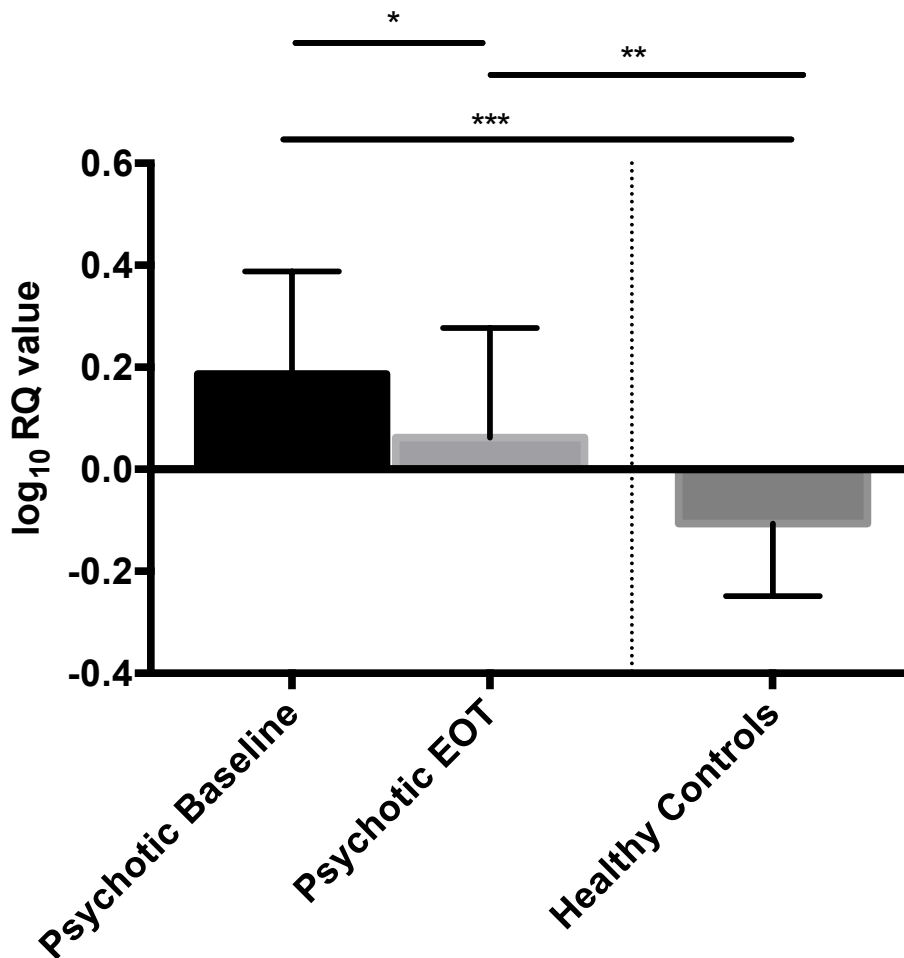 *
**
***
0.6
0.4
0.2
0.0
-0.2
-0.4
log₁₀ RQ value
Psychotic Baseline
Psychotic EOT
Healthy Controls